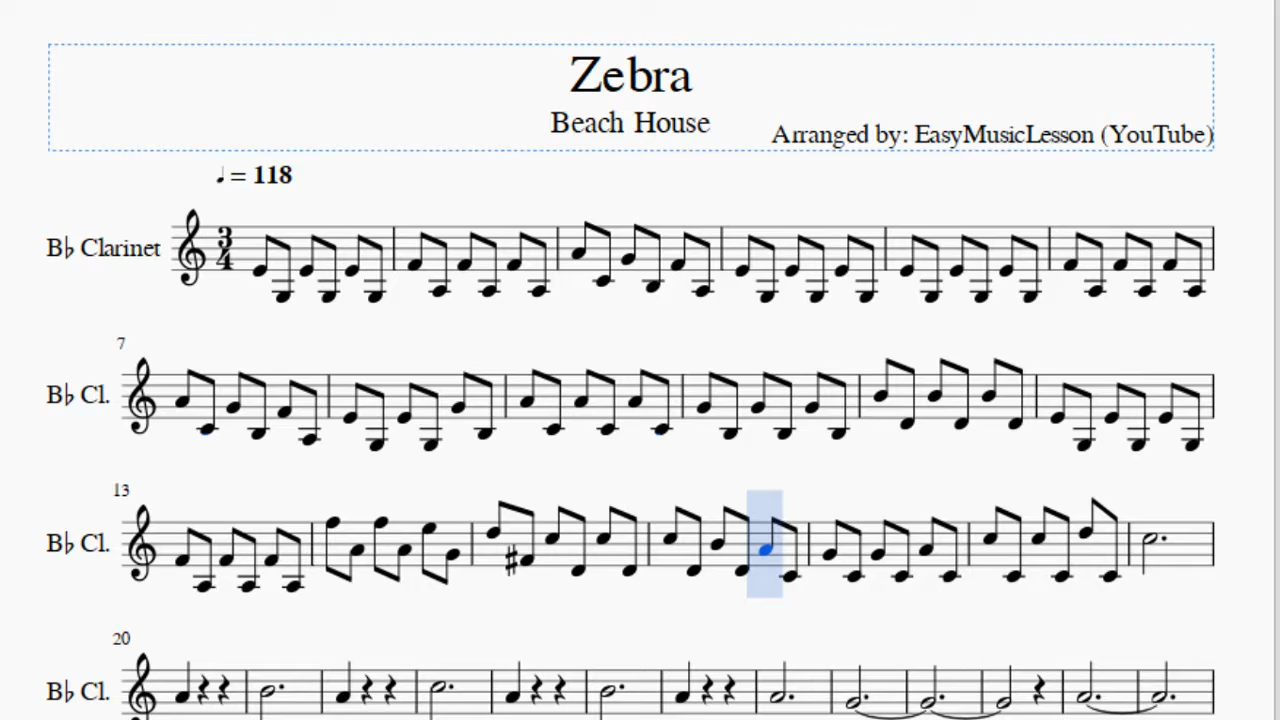 Zebra
Beach House
Arranged by: EasyMusicLesson (YouTube)
♩ = 118
B♭ Clarinet
3
4
7
B♭ Cl.
13
B♭ Cl.
20
B♭ Cl.